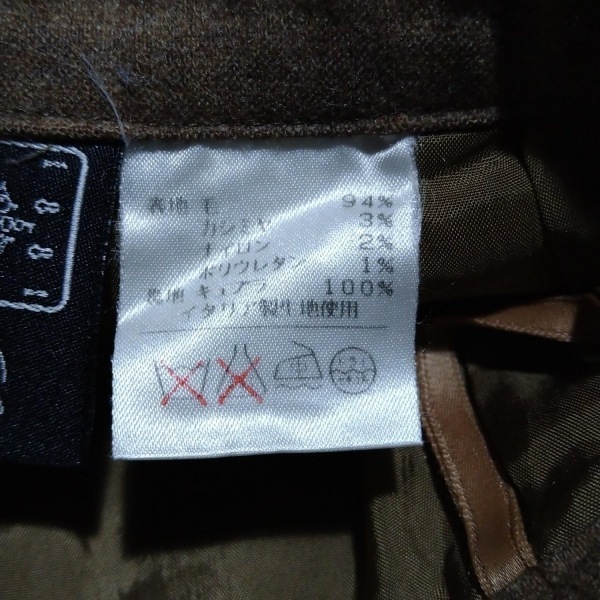 表地 毛 94%
カシミヤ 3%
ナイロン 2%
ポリウレタン 1%
裏地 キュプラ 100%
イタリア製生地使用
1881